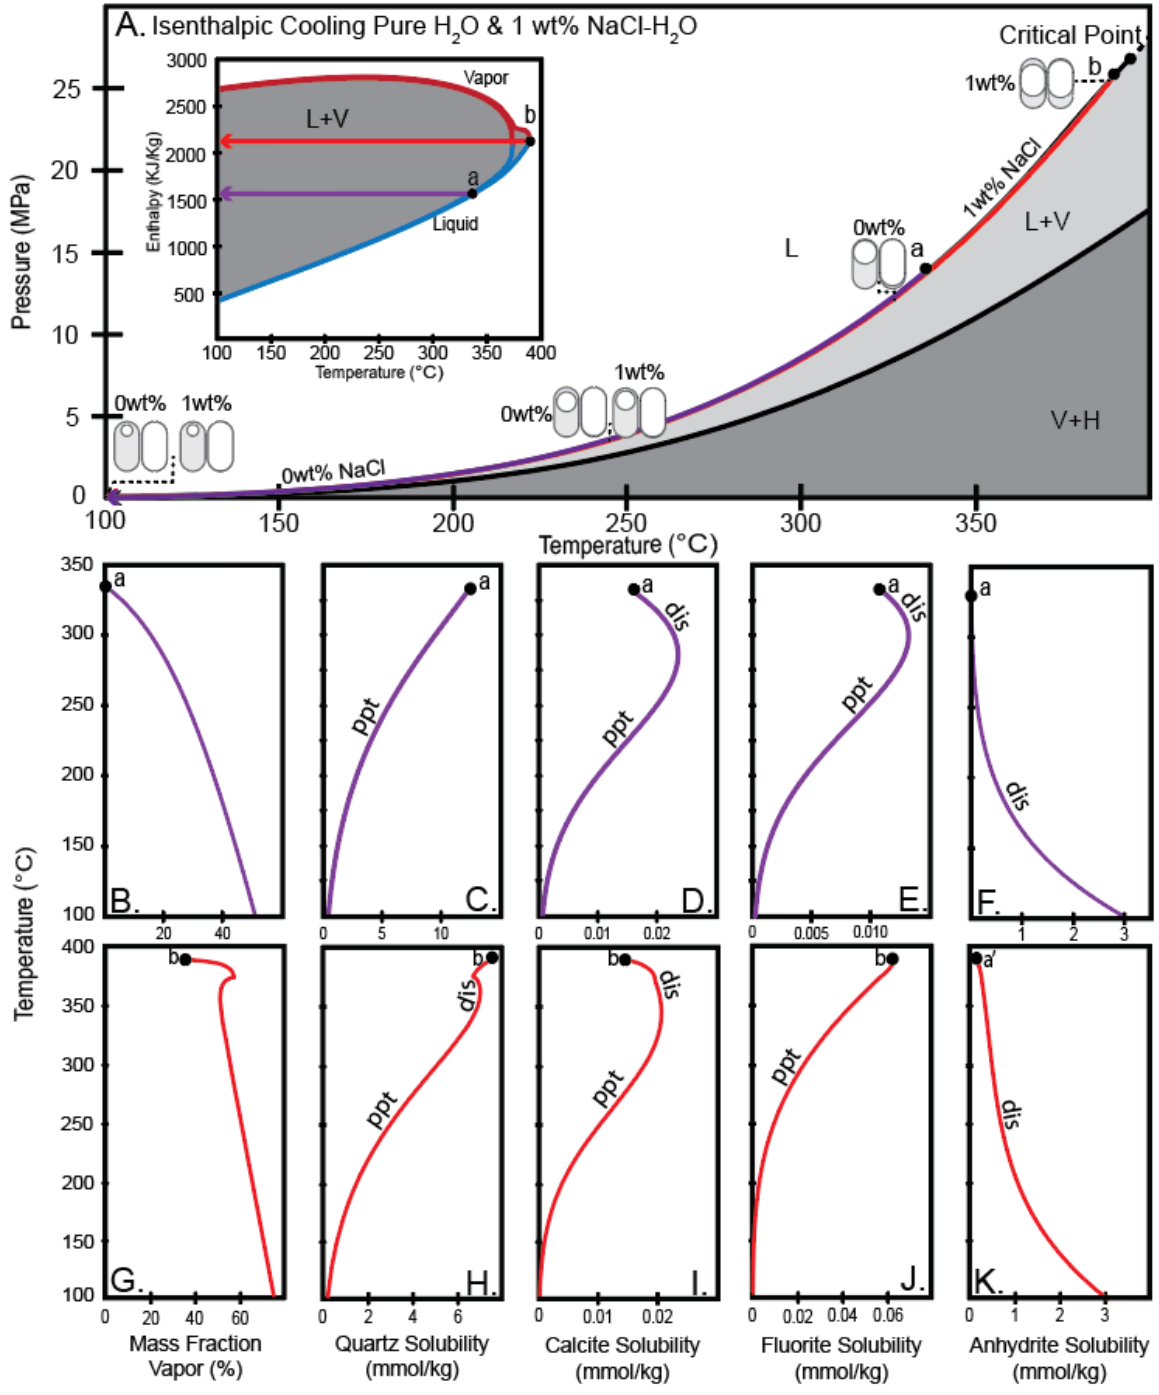 A. Isenthalpic Cooling Pure H₂O & 1 wt% NaCl-H₂O
Critical Point
b
1wt%
3000
2500
2000
1500
1000
500
Enthalpy (KJ/Kg)
Vapor
L+V
b
a
Liquid
100 150 200 250 300 350 400
Temperature (°C)
25
20
15
10
5
0
Pressure (MPa)
1wt% NaCl
L
L+V
0wt%
a
V+H
0wt% 1wt%
0wt%
1wt%
0wt% NaCl
100 150 200 250 300 350
Temperature (°C)
350
300
250
200
150
100
a
B.
20 40
a
ppt
C.
0 5 10
a
dis
ppt
D.
0 0.01 0.02
a
dis
ppt
E.
0 0.005 0.010
a
dis
F.
1 2 3
Temperature (°C)
400
350
300
250
200
150
100
b
G.
0 20 40 60
Mass Fraction
Vapor (%)
b
dis
ppt
H.
0 2 4 6
Quartz Solubility
(mmol/kg)
b
dis
ppt
I.
0 0.01 0.02
Calcite Solubility
(mmol/kg)
b
ppt
J.
0 0.02 0.04 0.06
Fluorite Solubility
(mmol/kg)
a'
dis
K.
0 1 2 3
Anhydrite Solubility
(mmol/kg)